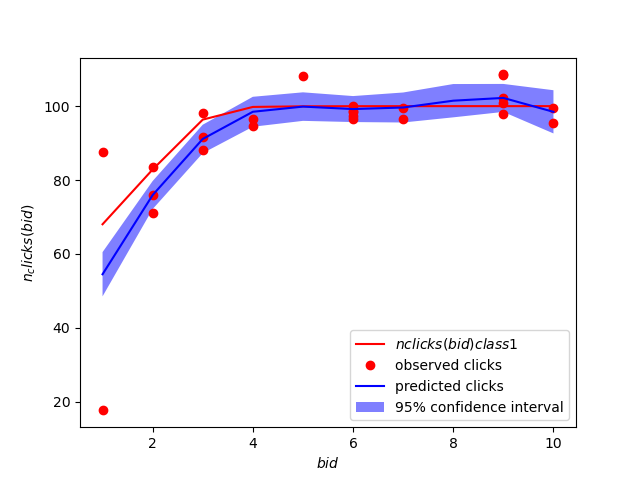 100
80
60
40
20
n_clicks(bid)
nclicks(bid)class1
observed clicks
predicted clicks
95% confidence interval
2
4
6
8
10
bid